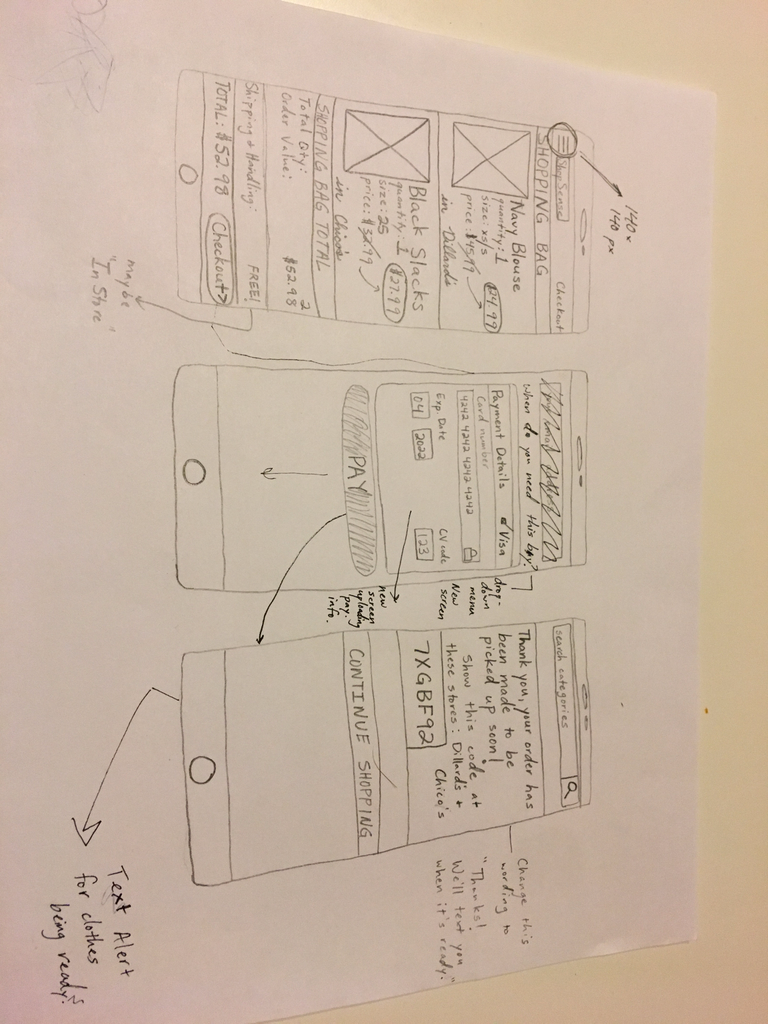 140 x
140 px
ShopSense
Checkout
SHOPPING BAG
Navy Blouse
quantity: 1
size: xs/s
price: $45.99
$24.99
in Dillard's
Black Slacks
quantity: 1
size: 25
price: $32.99
$27.99
in Chico's
SHOPPING BAG TOTAL
Total Qty: 2
Order Value: $52.98
Shipping + Handling: FREE!
TOTAL: $52.98
Checkout >
maybe
"In
Store"
When do you need this by?
drop-
down
menu
New
screen
Payment Details
Visa
Card number
4242 4242 4242 4242
Exp. Date
CV code
04
2022
123
PAY
new
screen
uploading
pay.
info.
search categories
Thank you, your order has
been made to be
picked up soon!
Show this code at
these stores: Dillard's +
Chico's
7XGBF92
CONTINUE SHOPPING
Change this
wording to
"Thanks!
We'll text you
when it's ready."
Text Alert
for clothes
being ready